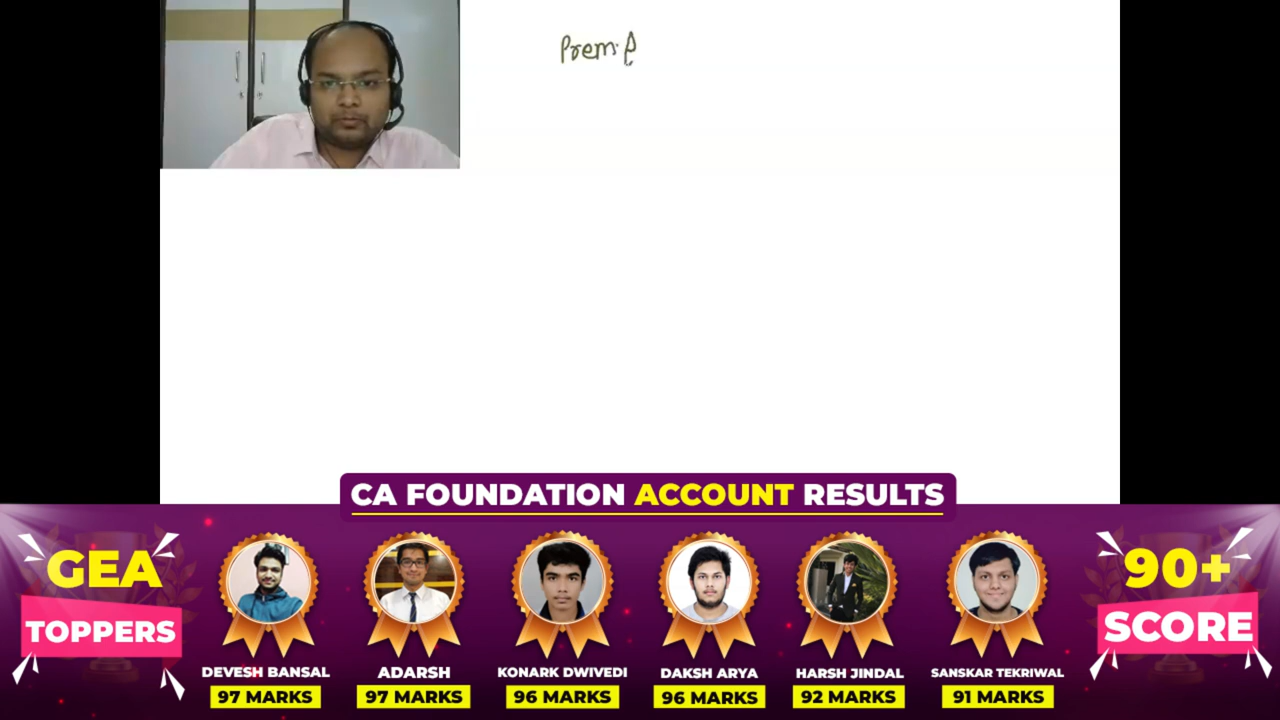 Prem. P
CA FOUNDATION ACCOUNT RESULTS
GEA
TOPPERS
DEVESH BANSAL
97 MARKS
ADARSH
97 MARKS
KONARK DWIVEDI
96 MARKS
DAKSH ARYA
96 MARKS
HARSH JINDAL
92 MARKS
SANSKAR TEKRIWAL
91 MARKS
90+
SCORE